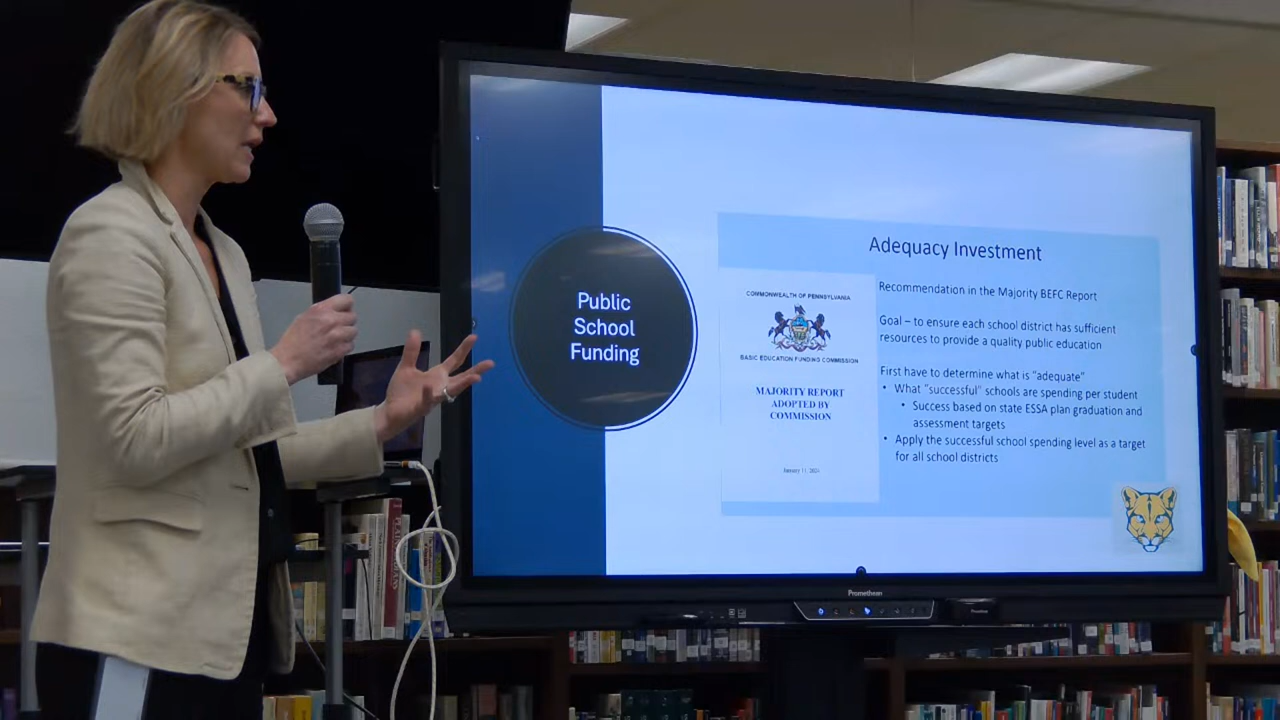 Public
School
Funding
Adequacy Investment
COMMONWEALTH OF PENNSYLVANIA
BASIC EDUCATION FUNDING COMMISSION
MAJORITY REPORT
ADOPTED BY
COMMISSION
January 11, 2024
Recommendation in the Majority BEFC Report
Goal – to ensure each school district has sufficient
resources to provide a quality public education
First have to determine what is "adequate"
• What "successful" schools are spending per student
• Success based on state ESSA plan graduation and
assessment targets
• Apply the successful school spending level as a target
for all school districts
Promethean